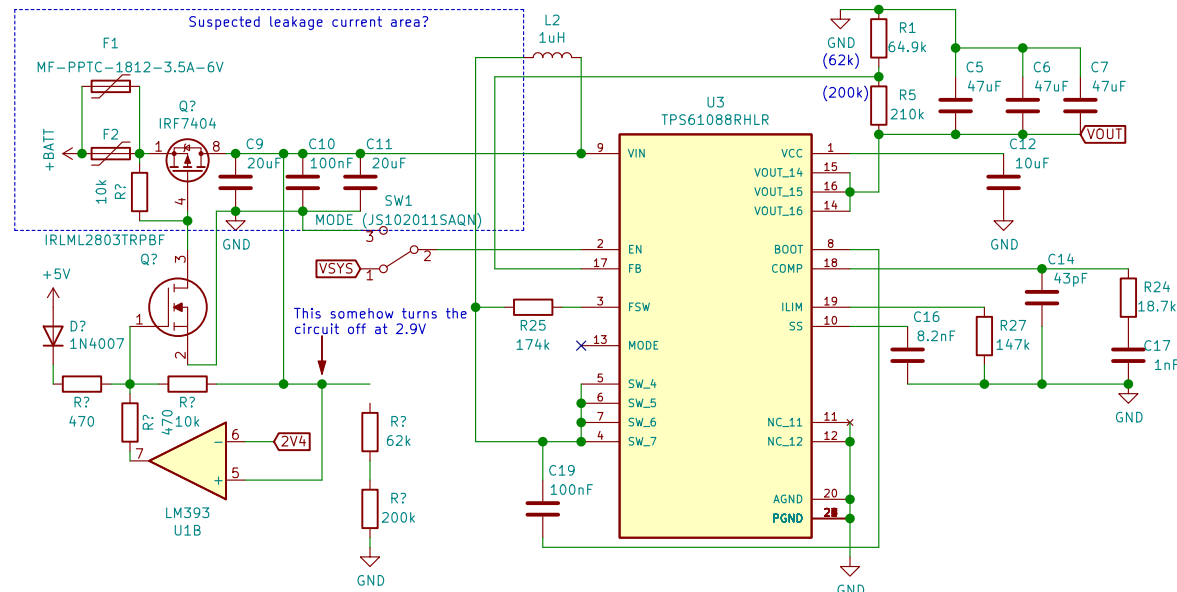 Suspected leakage current area?
F1
MF-PPTC-1812-3.5A-6V
F2
+BATT
Q?
IRF7404
1
8
4
10k
R?
C9
20uF
C10
100nF
C11
20uF
GND
SW1
MODE (JS102011SAQN)
3
2
1
VSYS
L2
1uH
IRLML2803TRPBF
Q?
3
1
2
+5V
D?
1N4007
This somehow turns the
circuit off at 2.9V
R?
470
R?
470
R?
10k
7
6
5
2V4
LM393
U1B
R?
62k
R?
200k
GND
R25
174k
C19
100nF
U3
TPS61088RHLR
9 VIN
2 EN
17 FB
3 FSW
13 MODE
5 SW_4
6 SW_5
7 SW_6
4 SW_7
VCC 1
VOUT_14 15
VOUT_15 16
VOUT_16 14
BOOT 8
COMP 18
ILIM 19
SS 10
NC_11 11
NC_12 12
AGND 20
PGND
GND
GND
R1
64.9k
(62k)
(200k)
R5
210k
C5
47uF
C6
47uF
C7
47uF
VOUT
C12
10uF
GND
C14
43pF
R24
18.7k
C16
8.2nF
R27
147k
C17
1nF
GND